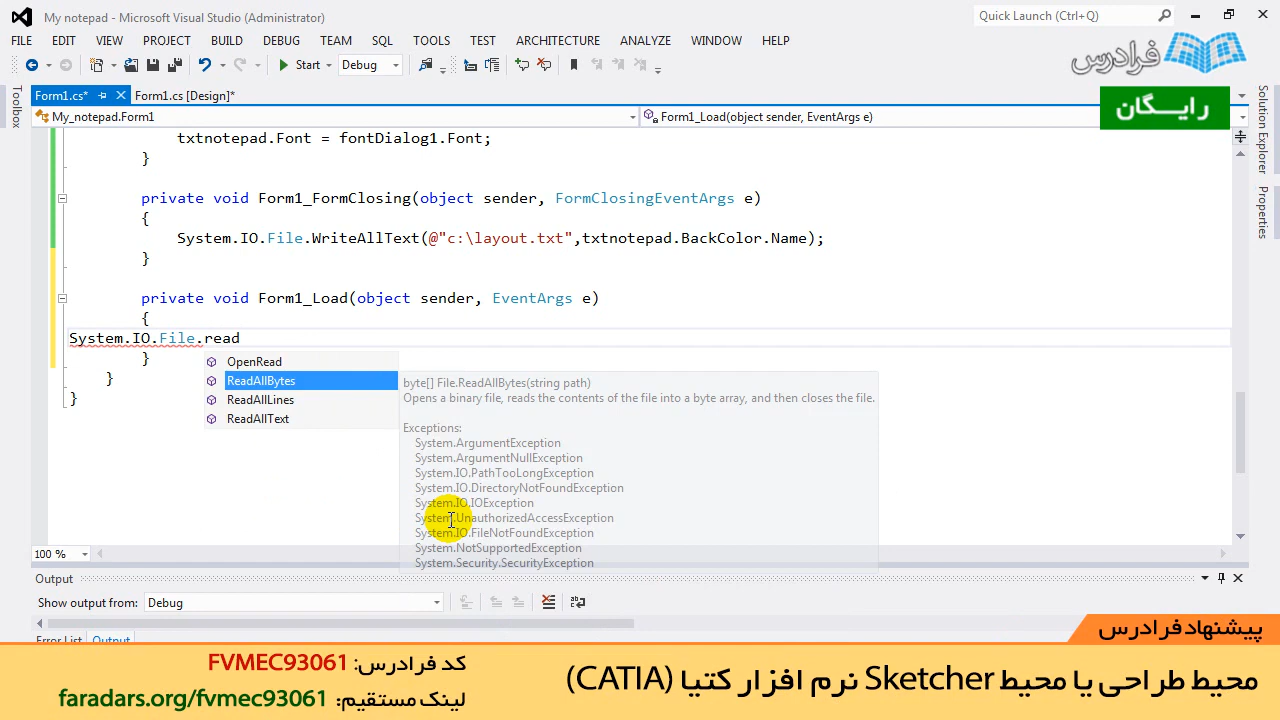 My notepad - Microsoft Visual Studio (Administrator)
Quick Launch (Ctrl+Q)
FILE EDIT VIEW PROJECT BUILD DEBUG TEAM SQL TOOLS TEST ARCHITECTURE ANALYZE WINDOW HELP
فرادرس
Start Debug
رایگان
Toolbox
Form1.cs* Form1.cs [Design]*
My_notepad.Form1 Form1_Load(object sender, EventArgs e)
Solution Explorer
Properties
txtnotepad.Font = fontDialog1.Font;
}
private void Form1_FormClosing(object sender, FormClosingEventArgs e)
{
System.IO.File.WriteAllText(@"c:\layout.txt",txtnotepad.BackColor.Name);
}
private void Form1_Load(object sender, EventArgs e)
{
System.IO.File.read
}
}
}
OpenRead
ReadAllBytes
ReadAllLines
ReadAllText
byte[] File.ReadAllBytes(string path)
Opens a binary file, reads the contents of the file into a byte array, and then closes the file.
Exceptions:
System.ArgumentException
System.ArgumentNullException
System.IO.PathTooLongException
System.IO.DirectoryNotFoundException
System.IO.IOException
System.UnauthorizedAccessException
System.IO.FileNotFoundException
System.NotSupportedException
System.Security.SecurityException
100 %
Output
Show output from: Debug
Error List Output
پیشنهاد فرادرس
محیط طراحی یا محیط Sketcher نرم افزار کتیا (CATIA)
کد فرادرس: FVMEC93061
لینک مستقیم: faradars.org/fvmec93061